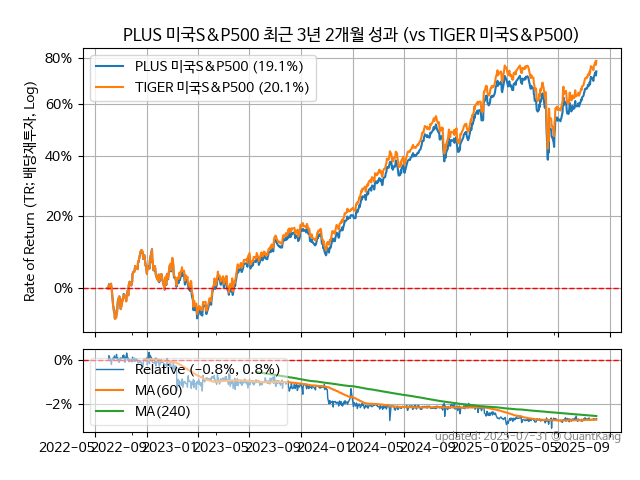 PLUS 미국S&P500 최근 3년 2개월 성과 (vs TIGER 미국S&P500)
PLUS 미국S&P500 (19.1%)
TIGER 미국S&P500 (20.1%)
Rate of Return (TR: 배당재투자, Log)
80%
60%
40%
20%
0%
0%
−2%
Relative (−0.8%, 0.8%)
MA(60)
MA(240)
updated: 2025-07-31 © QuantKang
2022-05 2022-09 2023-01 2023-05 2023-09 2024-01 2024-05 2024-09 2025-01 2025-05 2025-09